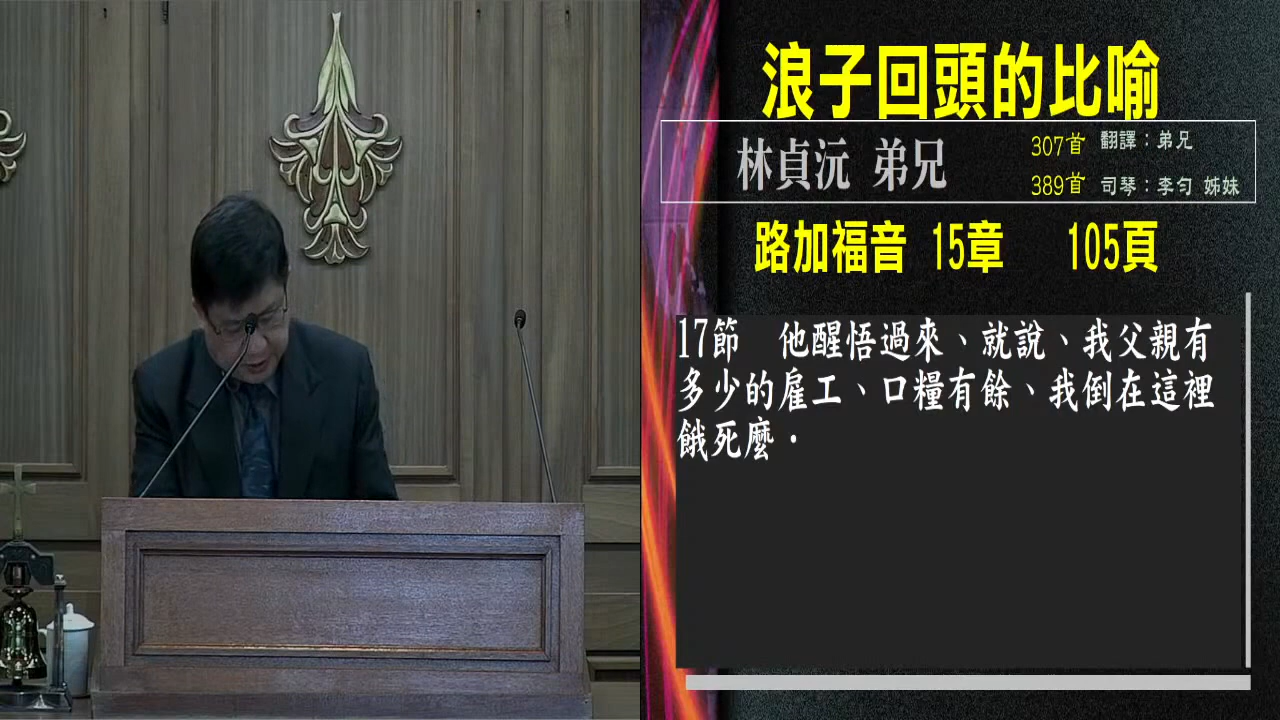 浪子回頭的比喻
林貞沅 弟兄
307首 翻譯：弟兄
389首 司琴：李勻 姊妹
路加福音 15章 105頁
17節 他醒悟過來、就說、我父親有
多少的雇工、口糧有餘、我倒在這裡
餓死麼．